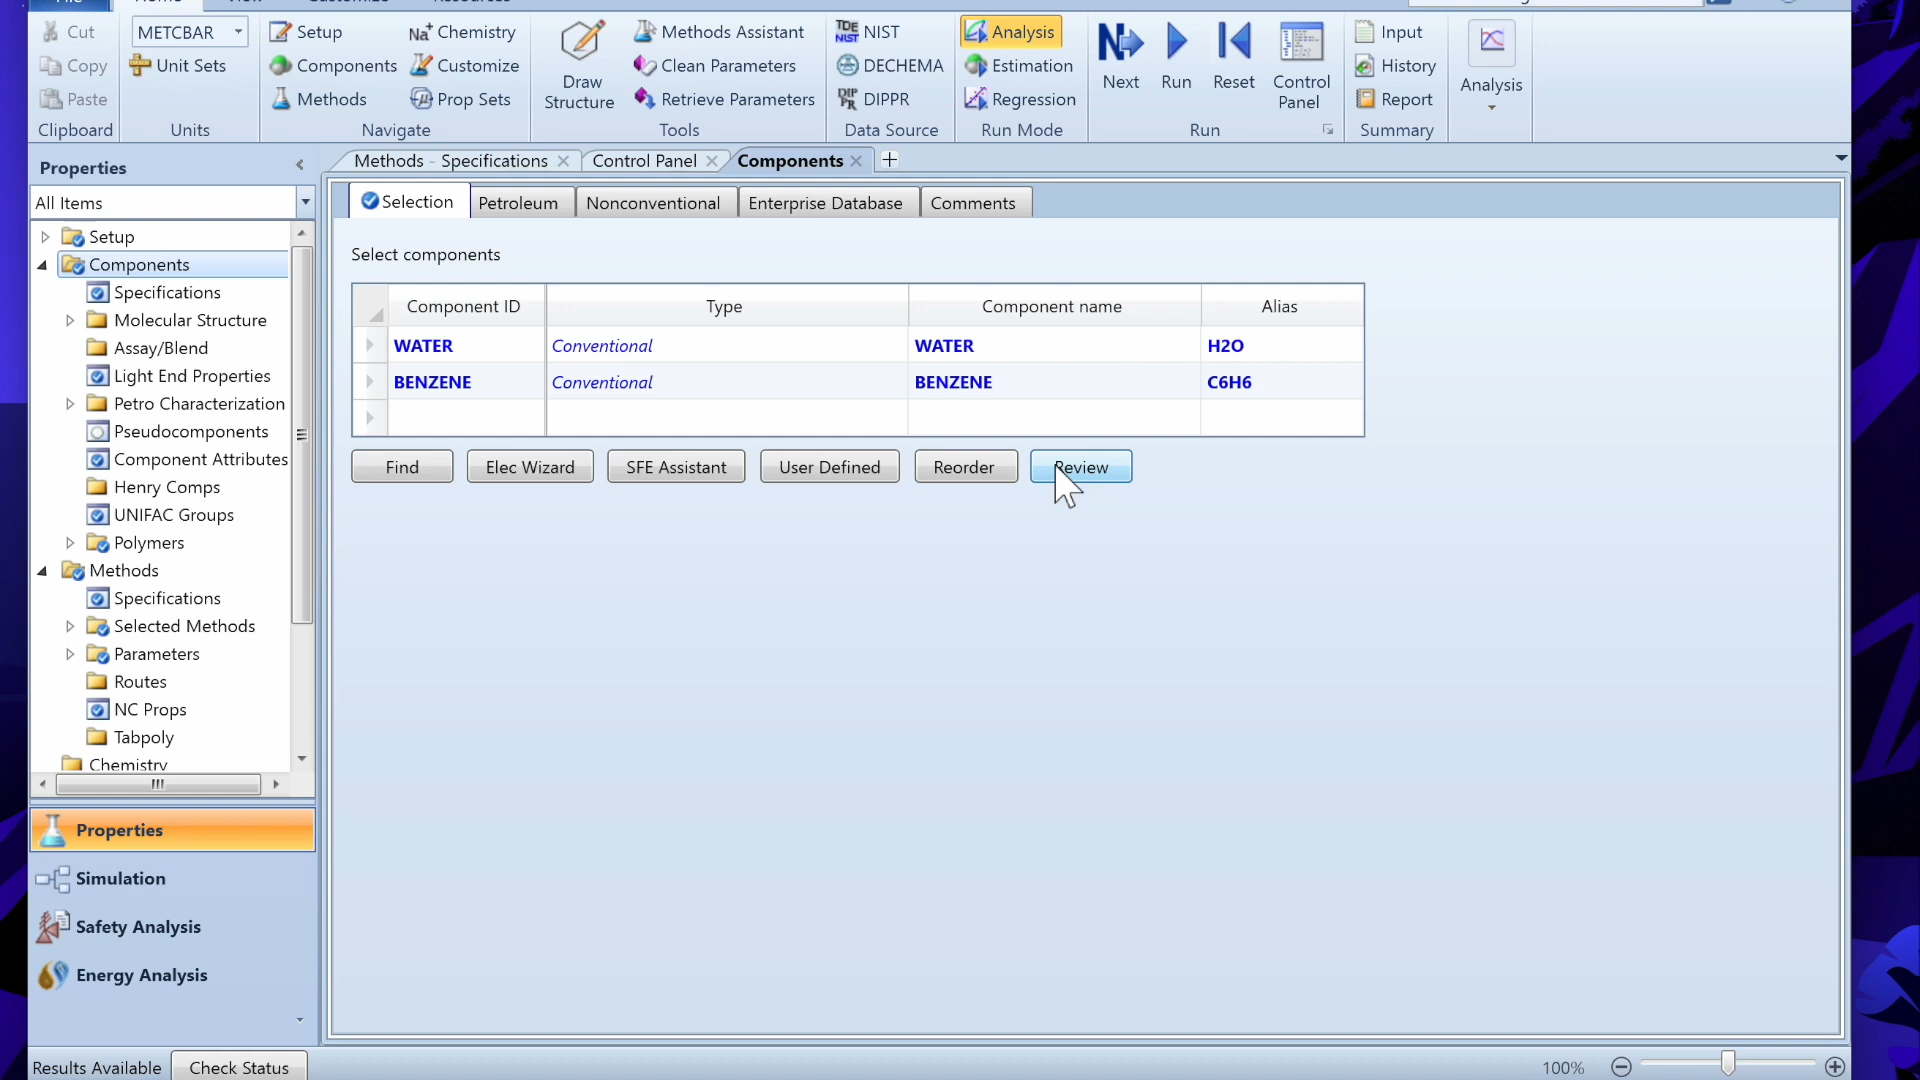 Cut
METCBAR
Setup
Na+ Chemistry
Methods Assistant
NIST
Analysis
Input
Copy
Unit Sets
Components
Customize
Clean Parameters
DECHEMA
Estimation
History
Paste
Methods
Prop Sets
Draw
Structure
Retrieve Parameters
DIPPR
Regression
Next
Run
Reset
Control
Panel
Report
Analysis
Clipboard
Units
Navigate
Tools
Data Source
Run Mode
Run
Summary
Properties
Methods - Specifications
Control Panel
Components
All Items
Selection
Petroleum
Nonconventional
Enterprise Database
Comments
Setup
Components
Specifications
Molecular Structure
Assay/Blend
Light End Properties
Petro Characterization
Pseudocomponents
Component Attributes
Henry Comps
UNIFAC Groups
Polymers
Methods
Specifications
Selected Methods
Parameters
Routes
NC Props
Tabpoly
Chemistry
Select components
Component ID Type Component name Alias
WATER Conventional WATER H2O
BENZENE Conventional BENZENE C6H6
Find
Elec Wizard
SFE Assistant
User Defined
Reorder
Review
Properties
Simulation
Safety Analysis
Energy Analysis
Results Available
Check Status
100%